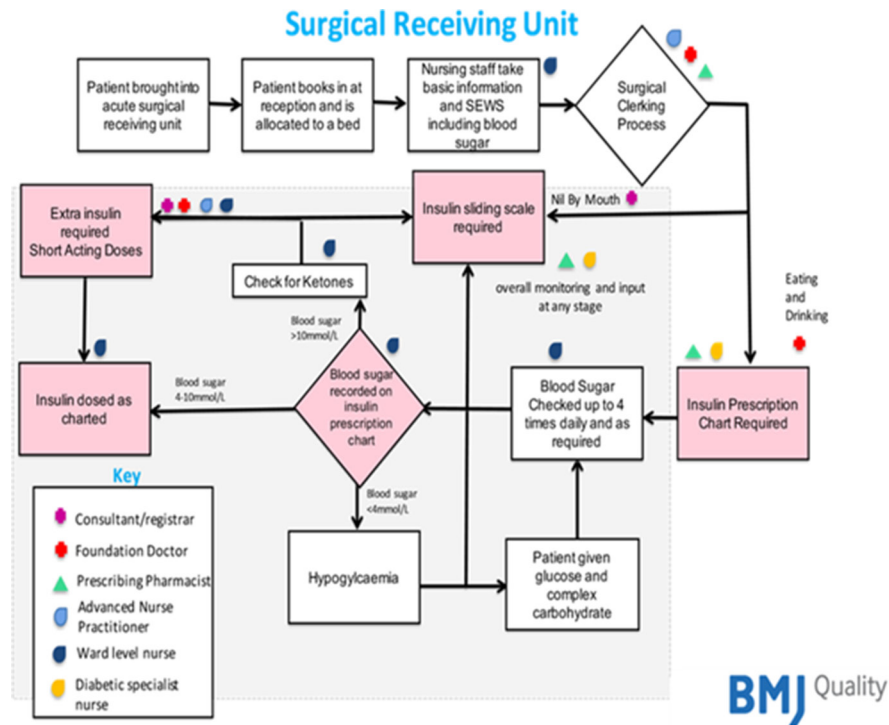 Surgical Receiving Unit
Patient brought into
acute surgical
receiving unit
Patient books in at
reception and is
allocated to a bed
Nursing staff take
basic information
and SEWS
including blood
sugar
Surgical
Clerking
Process
Extra insulin
required
Short Acting Doses
Insulin sliding scale
required
Nil By Mouth
Check for Ketones
overall monitoring and input
at any stage
Eating
and
Drinking
Blood sugar
>10mmol/L
Insulin dosed as
charted
Blood sugar
4-10mmol/L
Blood sugar
recorded on
insulin
prescription
chart
Blood Sugar
Checked up to 4
times daily and as
required
Insulin Prescription
Chart Required
Blood sugar
<4mmol/L
Hypogylcaemia
Patient given
glucose and
complex
carbohydrate
Key
Consultant/registrar
Foundation Doctor
Prescribing Pharmacist
Advanced Nurse
Practitioner
Ward level nurse
Diabetic specialist
nurse
BMJ Quality